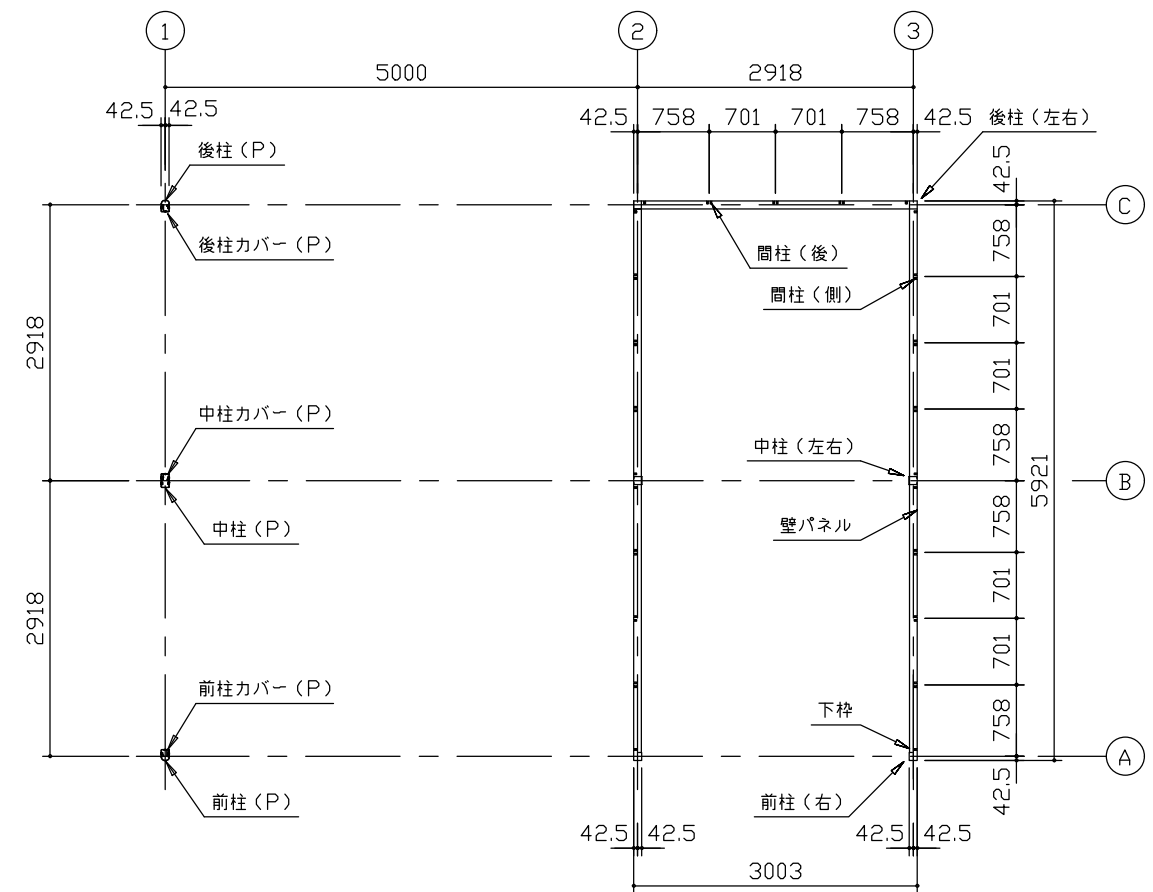 1
2
3
5000
2918
42.5
42.5
42.5
758
701
701
758
42.5
後柱（左右）
後柱（P）
42.5
C
後柱カバー（P）
758
間柱（後）
間柱（側）
701
2918
701
中柱カバー（P）
中柱（左右）
758
5921
B
中柱（P）
壁パネル
758
701
2918
701
前柱カバー（P）
下枠
758
A
前柱（P）
前柱（右）
42.5
42.5
42.5
42.5
42.5
3003